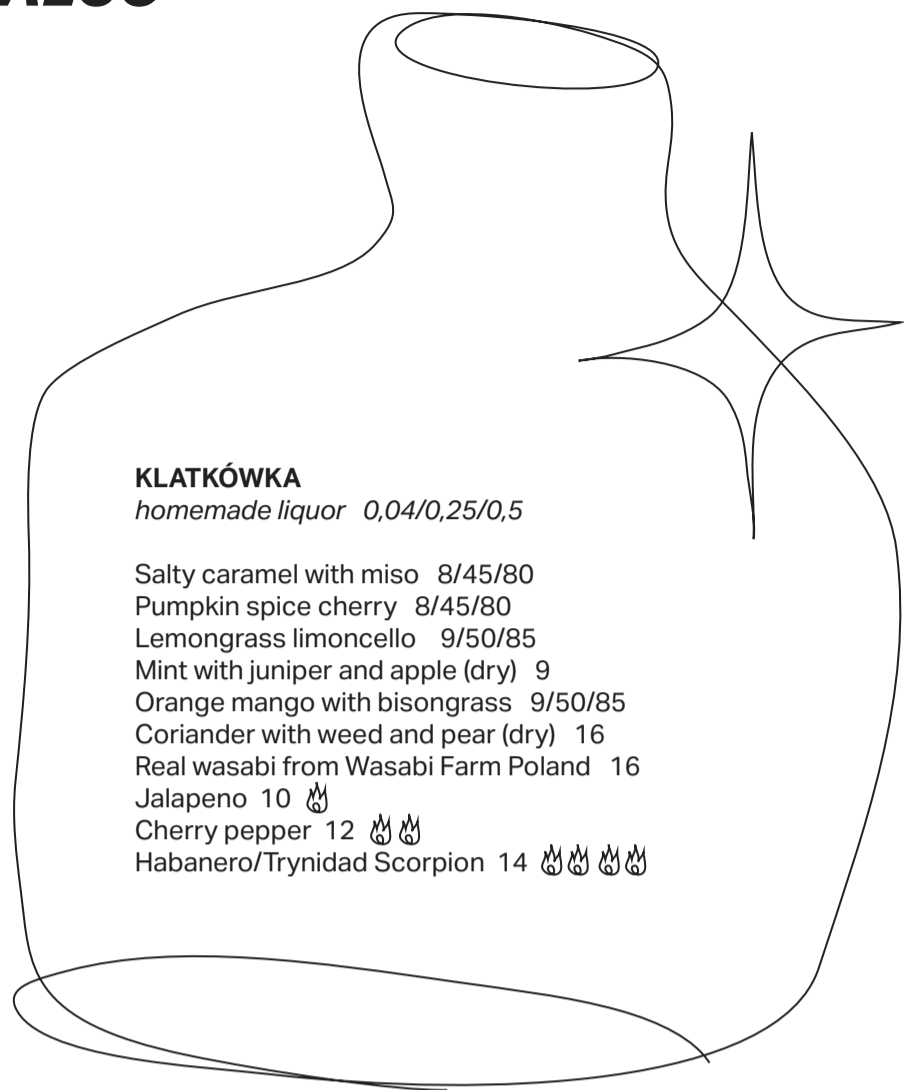 KLATKÓWKA
homemade liquor 0,04/0,25/0,5
Salty caramel with miso 8/45/80
Pumpkin spice cherry 8/45/80
Lemongrass limoncello 9/50/85
Mint with juniper and apple (dry) 9
Orange mango with bisongrass 9/50/85
Coriander with weed and pear (dry) 16
Real wasabi from Wasabi Farm Poland 16
Jalapeno 10
Cherry pepper 12
Habanero/Trynidad Scorpion 14